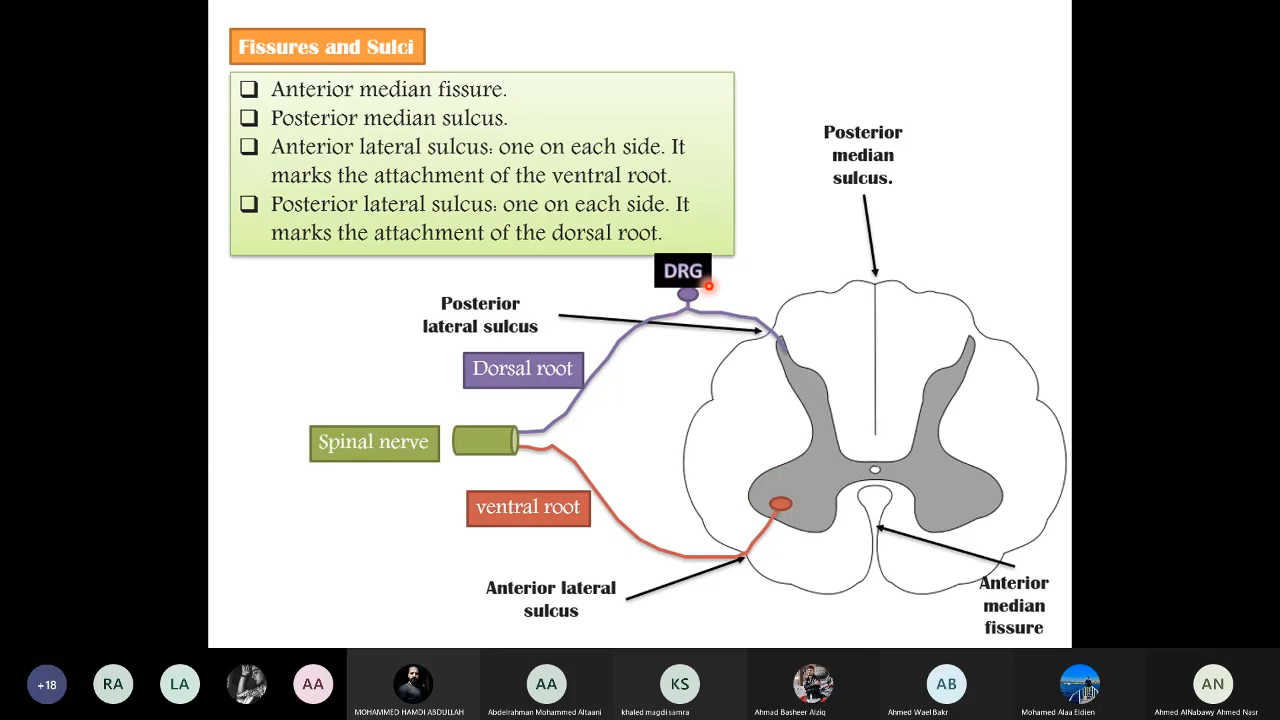 Fissures and Sulci
❑ Anterior median fissure.
❑ Posterior median sulcus.
❑ Anterior lateral sulcus: one on each side. It
marks the attachment of the ventral root.
❑ Posterior lateral sulcus: one on each side. It
marks the attachment of the dorsal root.
Posterior
median
sulcus.
DRG
Posterior
lateral sulcus
Dorsal root
Spinal nerve
ventral root
Anterior lateral
sulcus
Anterior
median
fissure
+18
RA
LA
AA
MOHAMMED HAMDI ABDULLAH
AA
Abdelrahman Mohammed Altaani
KS
khaled magdi samra
Ahmad Basheer Alziq
AB
Ahmed Wael Bakr
Mohamed Alaa Eldien
AN
Ahmed AlNabawy Ahmed Nasr